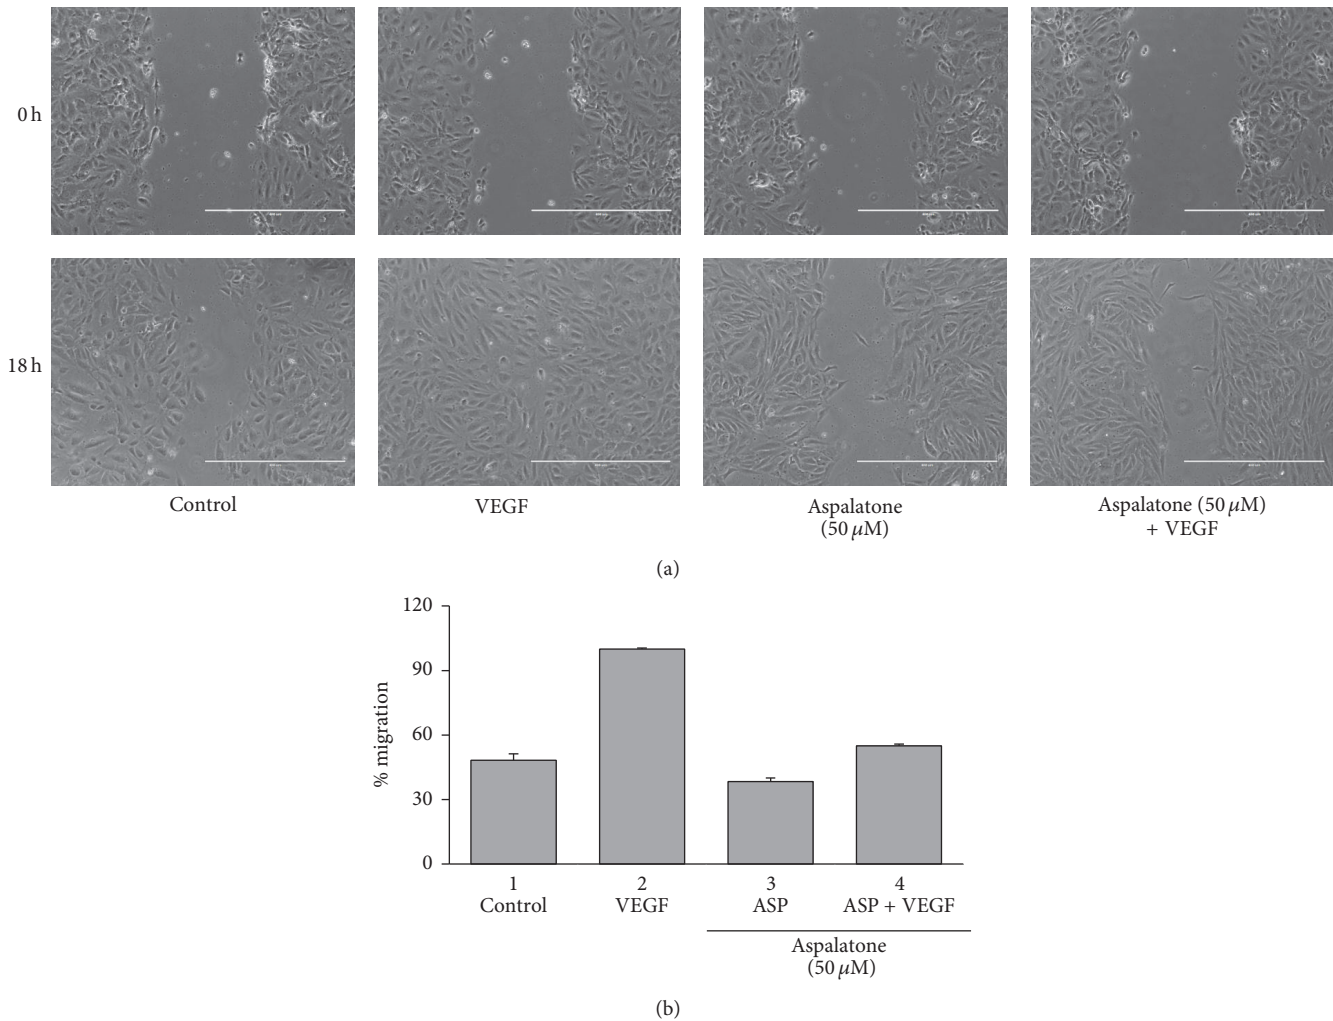 0 h
18 h
Control
VEGF
Aspalatone
(50 μM)
Aspalatone (50 μM)
+ VEGF
(a)
120
90
60
30
0
% migration
1
2
3
4
Control
VEGF
ASP
ASP + VEGF
Aspalatone
(50 μM)
(b)